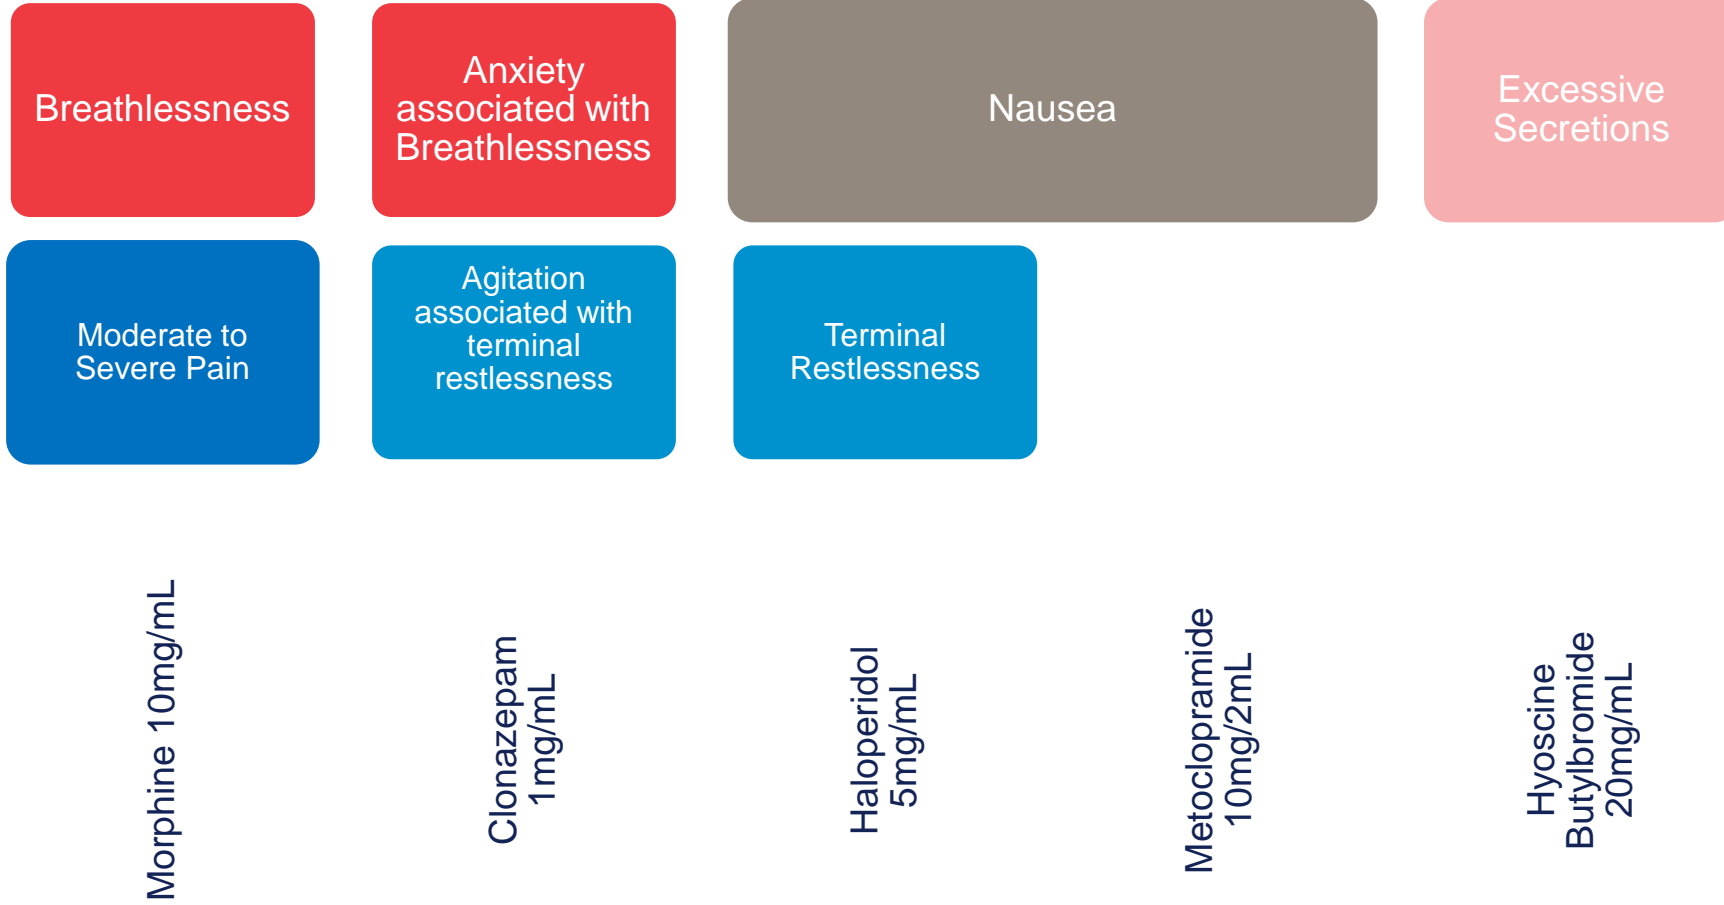 Breathlessness
Anxiety
associated with
Breathlessness
Nausea
Excessive
Secretions
Moderate to
Severe Pain
Agitation
associated with
terminal
restlessness
Terminal
Restlessness
Morphine 10mg/mL
Clonazepam
1mg/mL
Haloperidol
5mg/mL
Metoclopramide
10mg/2mL
Hyoscine
Butylbromide
20mg/mL